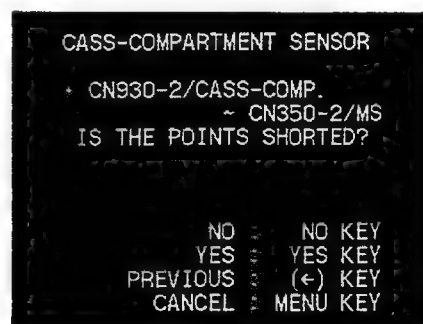 CASS-COMPARTMENT SENSOR
* CN930-2/CASS-COMP.
~ CN350-2/MS
IS THE POINTS SHORTED?
NO : NO KEY
YES : YES KEY
PREVIOUS : (←) KEY
CANCEL : MENU KEY